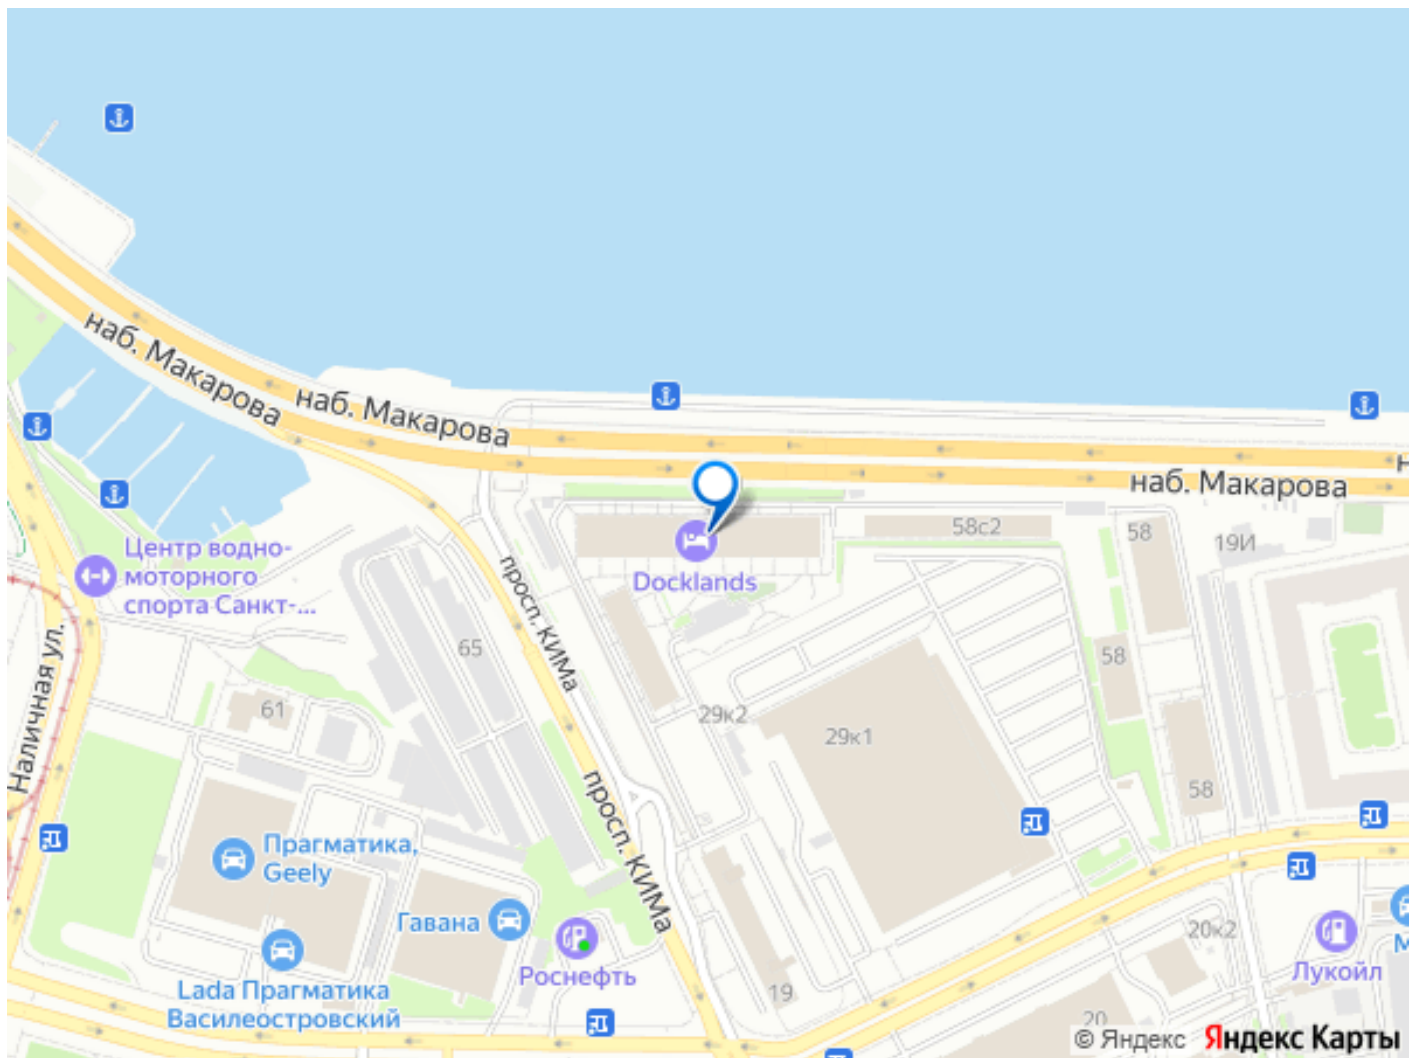 наб. Макарова
наб. Макарова
наб. Макарова
н
58с2
58
19И
Docklands
Центр водно-
моторного
спорта Санкт-...
просп. КИМа
65
58
Наличная ул.
61
29к2
29к1
58
просп. КИМа
Прагматика,
Geely
Гавана
Роснефть
20к2
Лукойл
М
Lada Прагматика
Василеостровский
19
20
© Яндекс Яндекс Карты